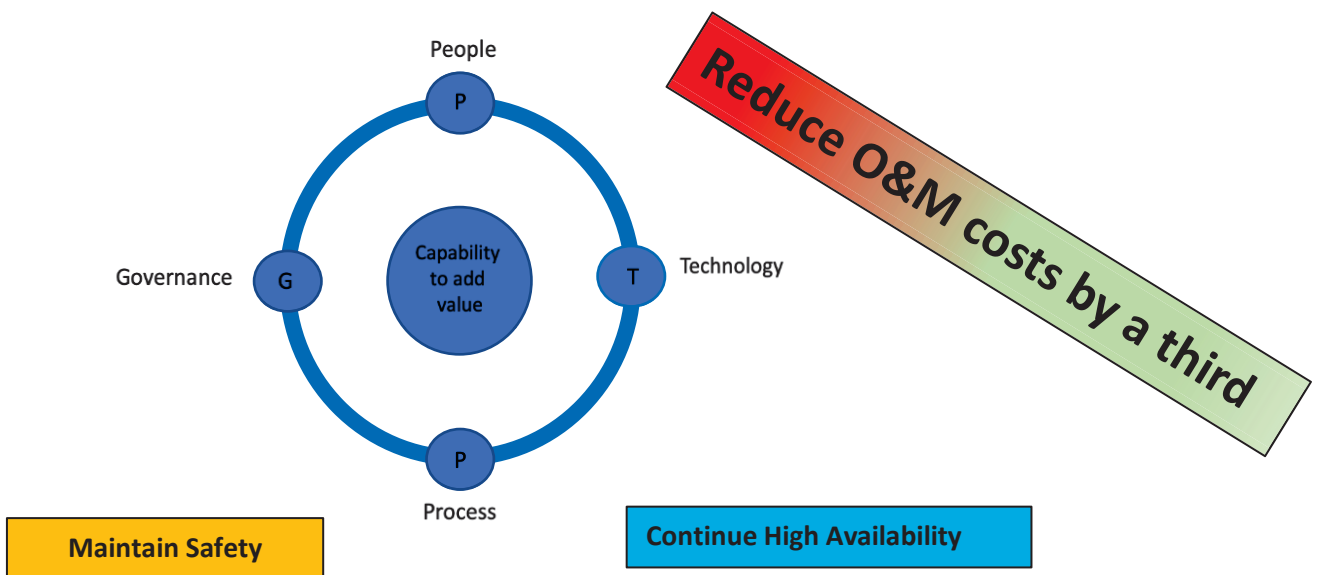 People
P
Reduce O&M costs by a third
Capability
to add
value
Governance
G
T
Technology
P
Process
Maintain Safety
Continue High Availability